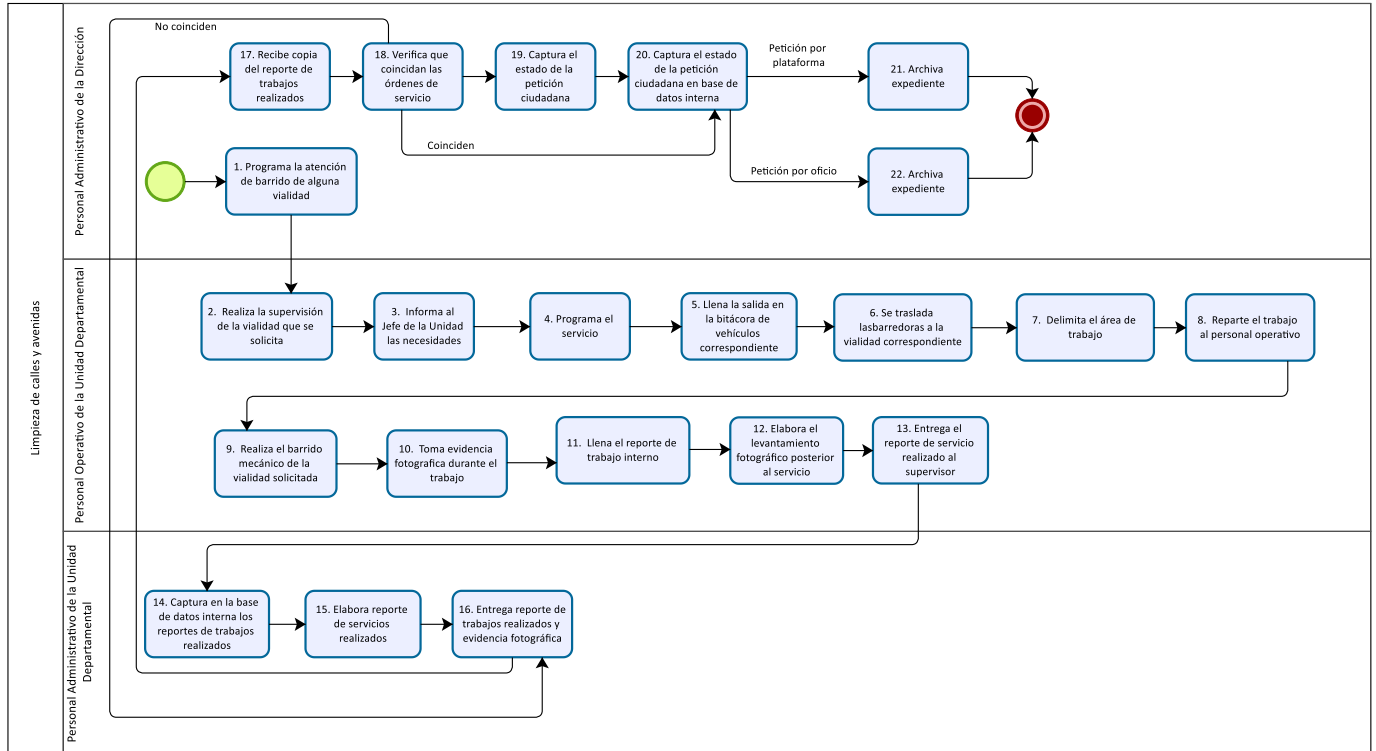 Limpieza de calles y avenidas
Personal Administrativo de la Dirección
No coinciden
17. Recibe copia
del reporte de
trabajos
realizados
18. Verifica que
coincidan las
órdenes de
servicio
19. Captura el
estado de la
petición
ciudadana
20. Captura el estado
de la petición
ciudadana en base de
datos interna
Petición por
plataforma
21. Archiva
expediente
Coinciden
Petición por oficio
22. Archiva
expediente
1. Programa la atención
de barrido de alguna
vialidad
Personal Operativo de la Unidad Departamental
2. Realiza la supervisión
de la vialidad que se
solicita
3. Informa al
Jefe de la Unidad
las necesidades
4. Programa el
servicio
5. Llena la salida en
la bitácora de
vehículos
correspondiente
6. Se traslada
lasbarredoras a la
vialidad correspondiente
7. Delimita el área de
trabajo
8. Reparte el trabajo
al personal operativo
9. Realiza el barrido
mecánico de la
vialidad solicitada
10. Toma evidencia
fotografica durante el
trabajo
11. Llena el reporte de
trabajo interno
12. Elabora el
levantamiento
fotográfico posterior
al servicio
13. Entrega el
reporte de servicio
realizado al
supervisor
Personal Administrativo de la Unidad
Departamental
14. Captura en la base
de datos interna los
reportes de trabajos
realizados
15. Elabora reporte
de servicios
realizados
16. Entrega reporte de
trabajos realizados y
evidencia fotográfica